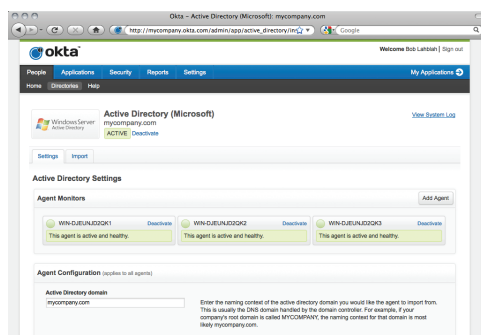 Okta – Active Directory (Microsoft): mycompany.com
http://mycompany.okta.com/admin/app/active_directory/in
Google
okta
Welcome Bob Lahblah | Sign out
People Applications Security Reports Settings My Applications
Home Directories Help
Windows Server
Active Directory
Active Directory (Microsoft)
mycompany.com
ACTIVE Deactivate
View System Log
Settings Import
Active Directory Settings
Agent Monitors
Add Agent
WIN-DJEUNJD2QK1 Deactivate
This agent is active and healthy.
WIN-DJEUNJD2QK2 Deactivate
This agent is active and healthy.
WIN-DJEUNJD2QK3 Deactivate
This agent is active and healthy.
Agent Configuration (applies to all agents)
Active Directory domain
mycompany.com
Enter the naming context of the active directory domain you would like the agent to import from.
This is usually the DNS domain handled by the domain controller. For example, if your
company's root domain is called MYCOMPANY, the naming context for that domain is most
likely mycompany.com.